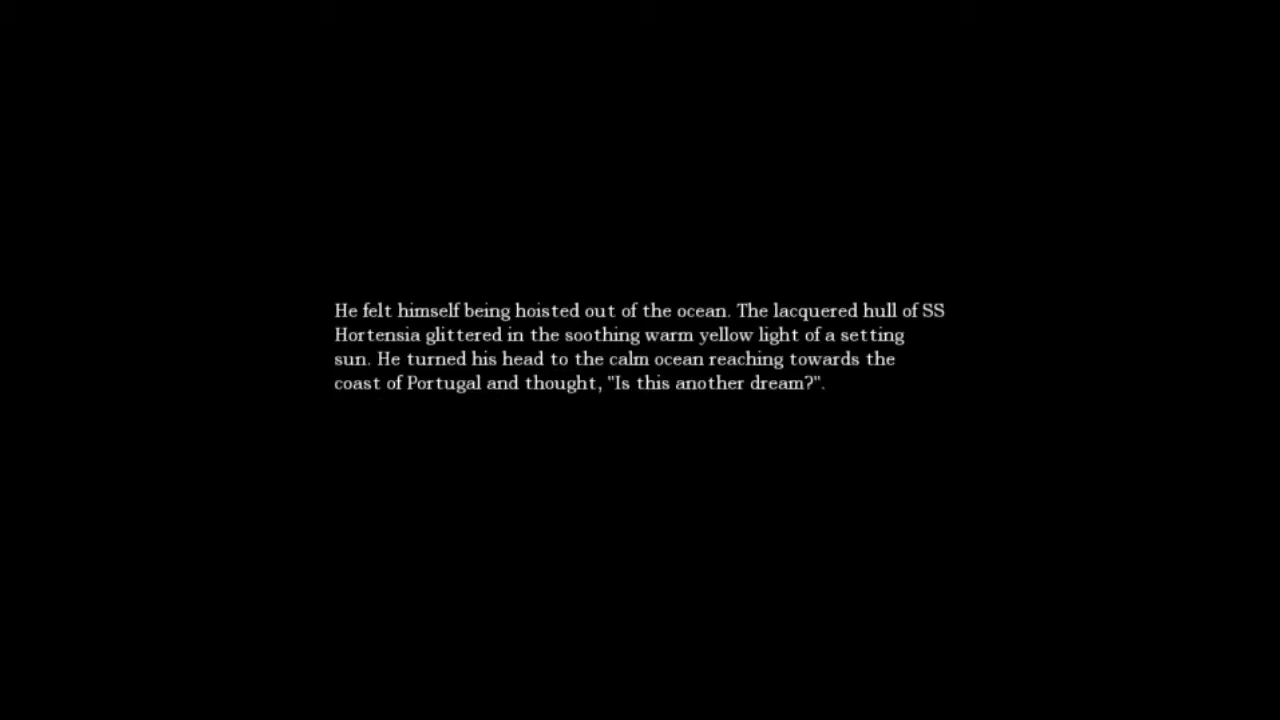 He felt himself being hoisted out of the ocean. The lacquered hull of SS
Hortensia glittered in the soothing warm yellow light of a setting
sun. He turned his head to the calm ocean reaching towards the
coast of Portugal and thought, "Is this another dream?".